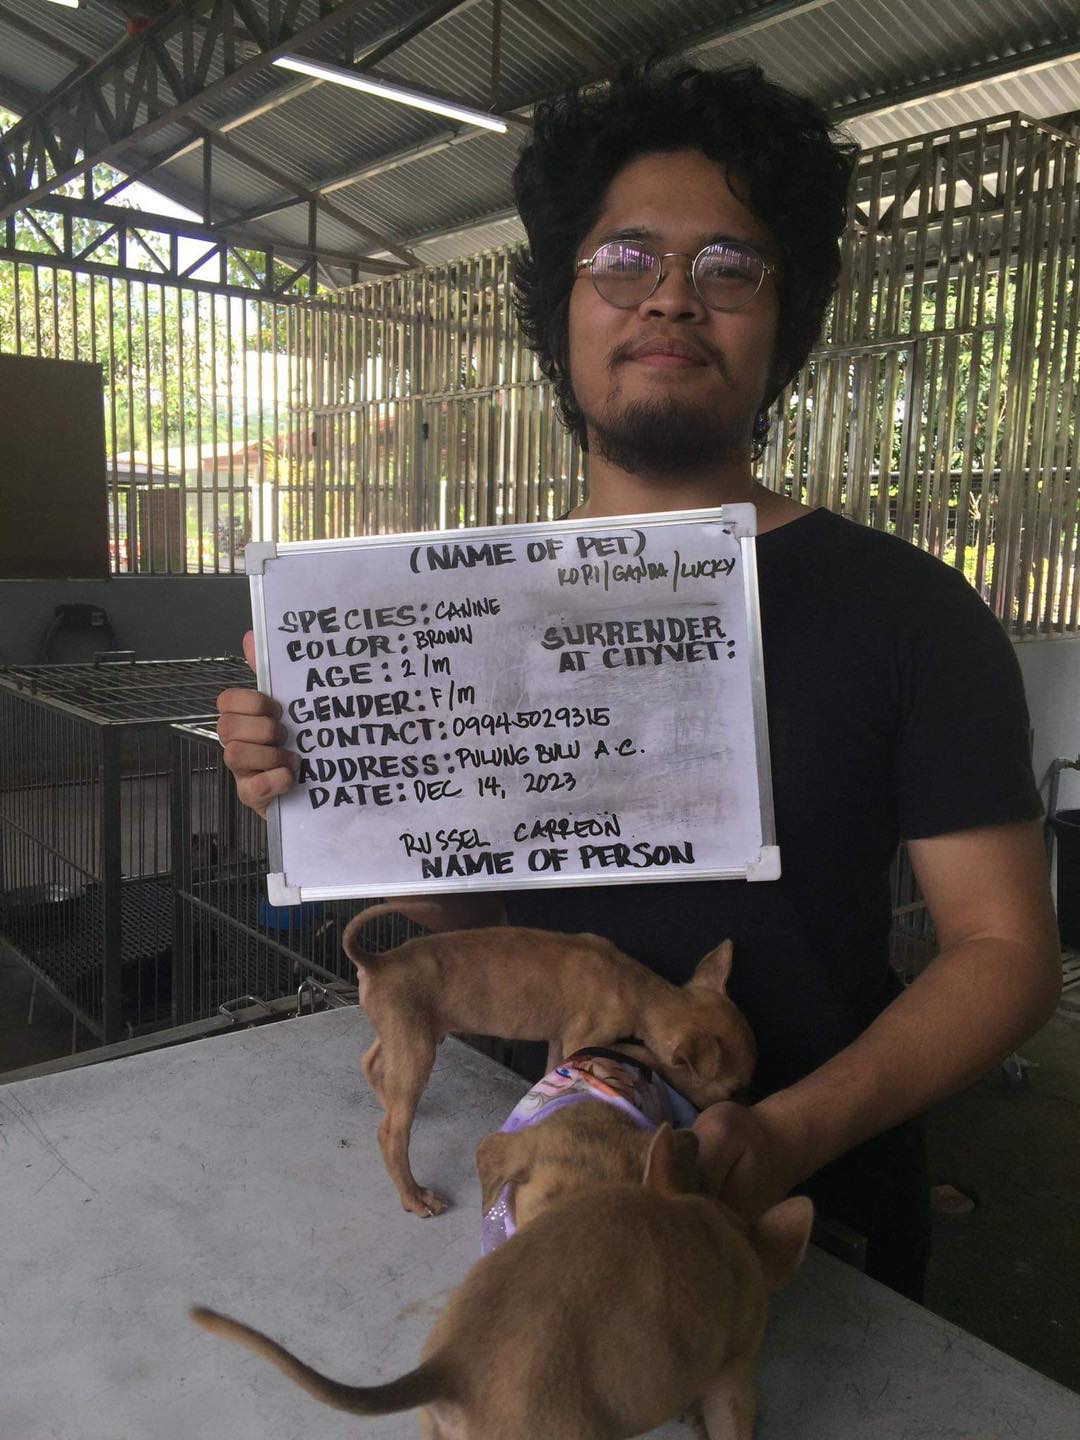 (NAME OF PET)
KORI/GANDA/LUCKY
SPECIES: CANINE
COLOR: BROWN
AGE: 2/m
GENDER: F/m
CONTACT: 09945029315
ADDRESS: PULUNG BULU A.C.
DATE: DEC 14, 2023
SURRENDER
AT CITYVET:
RUSSEL CARREON
NAME OF PERSON